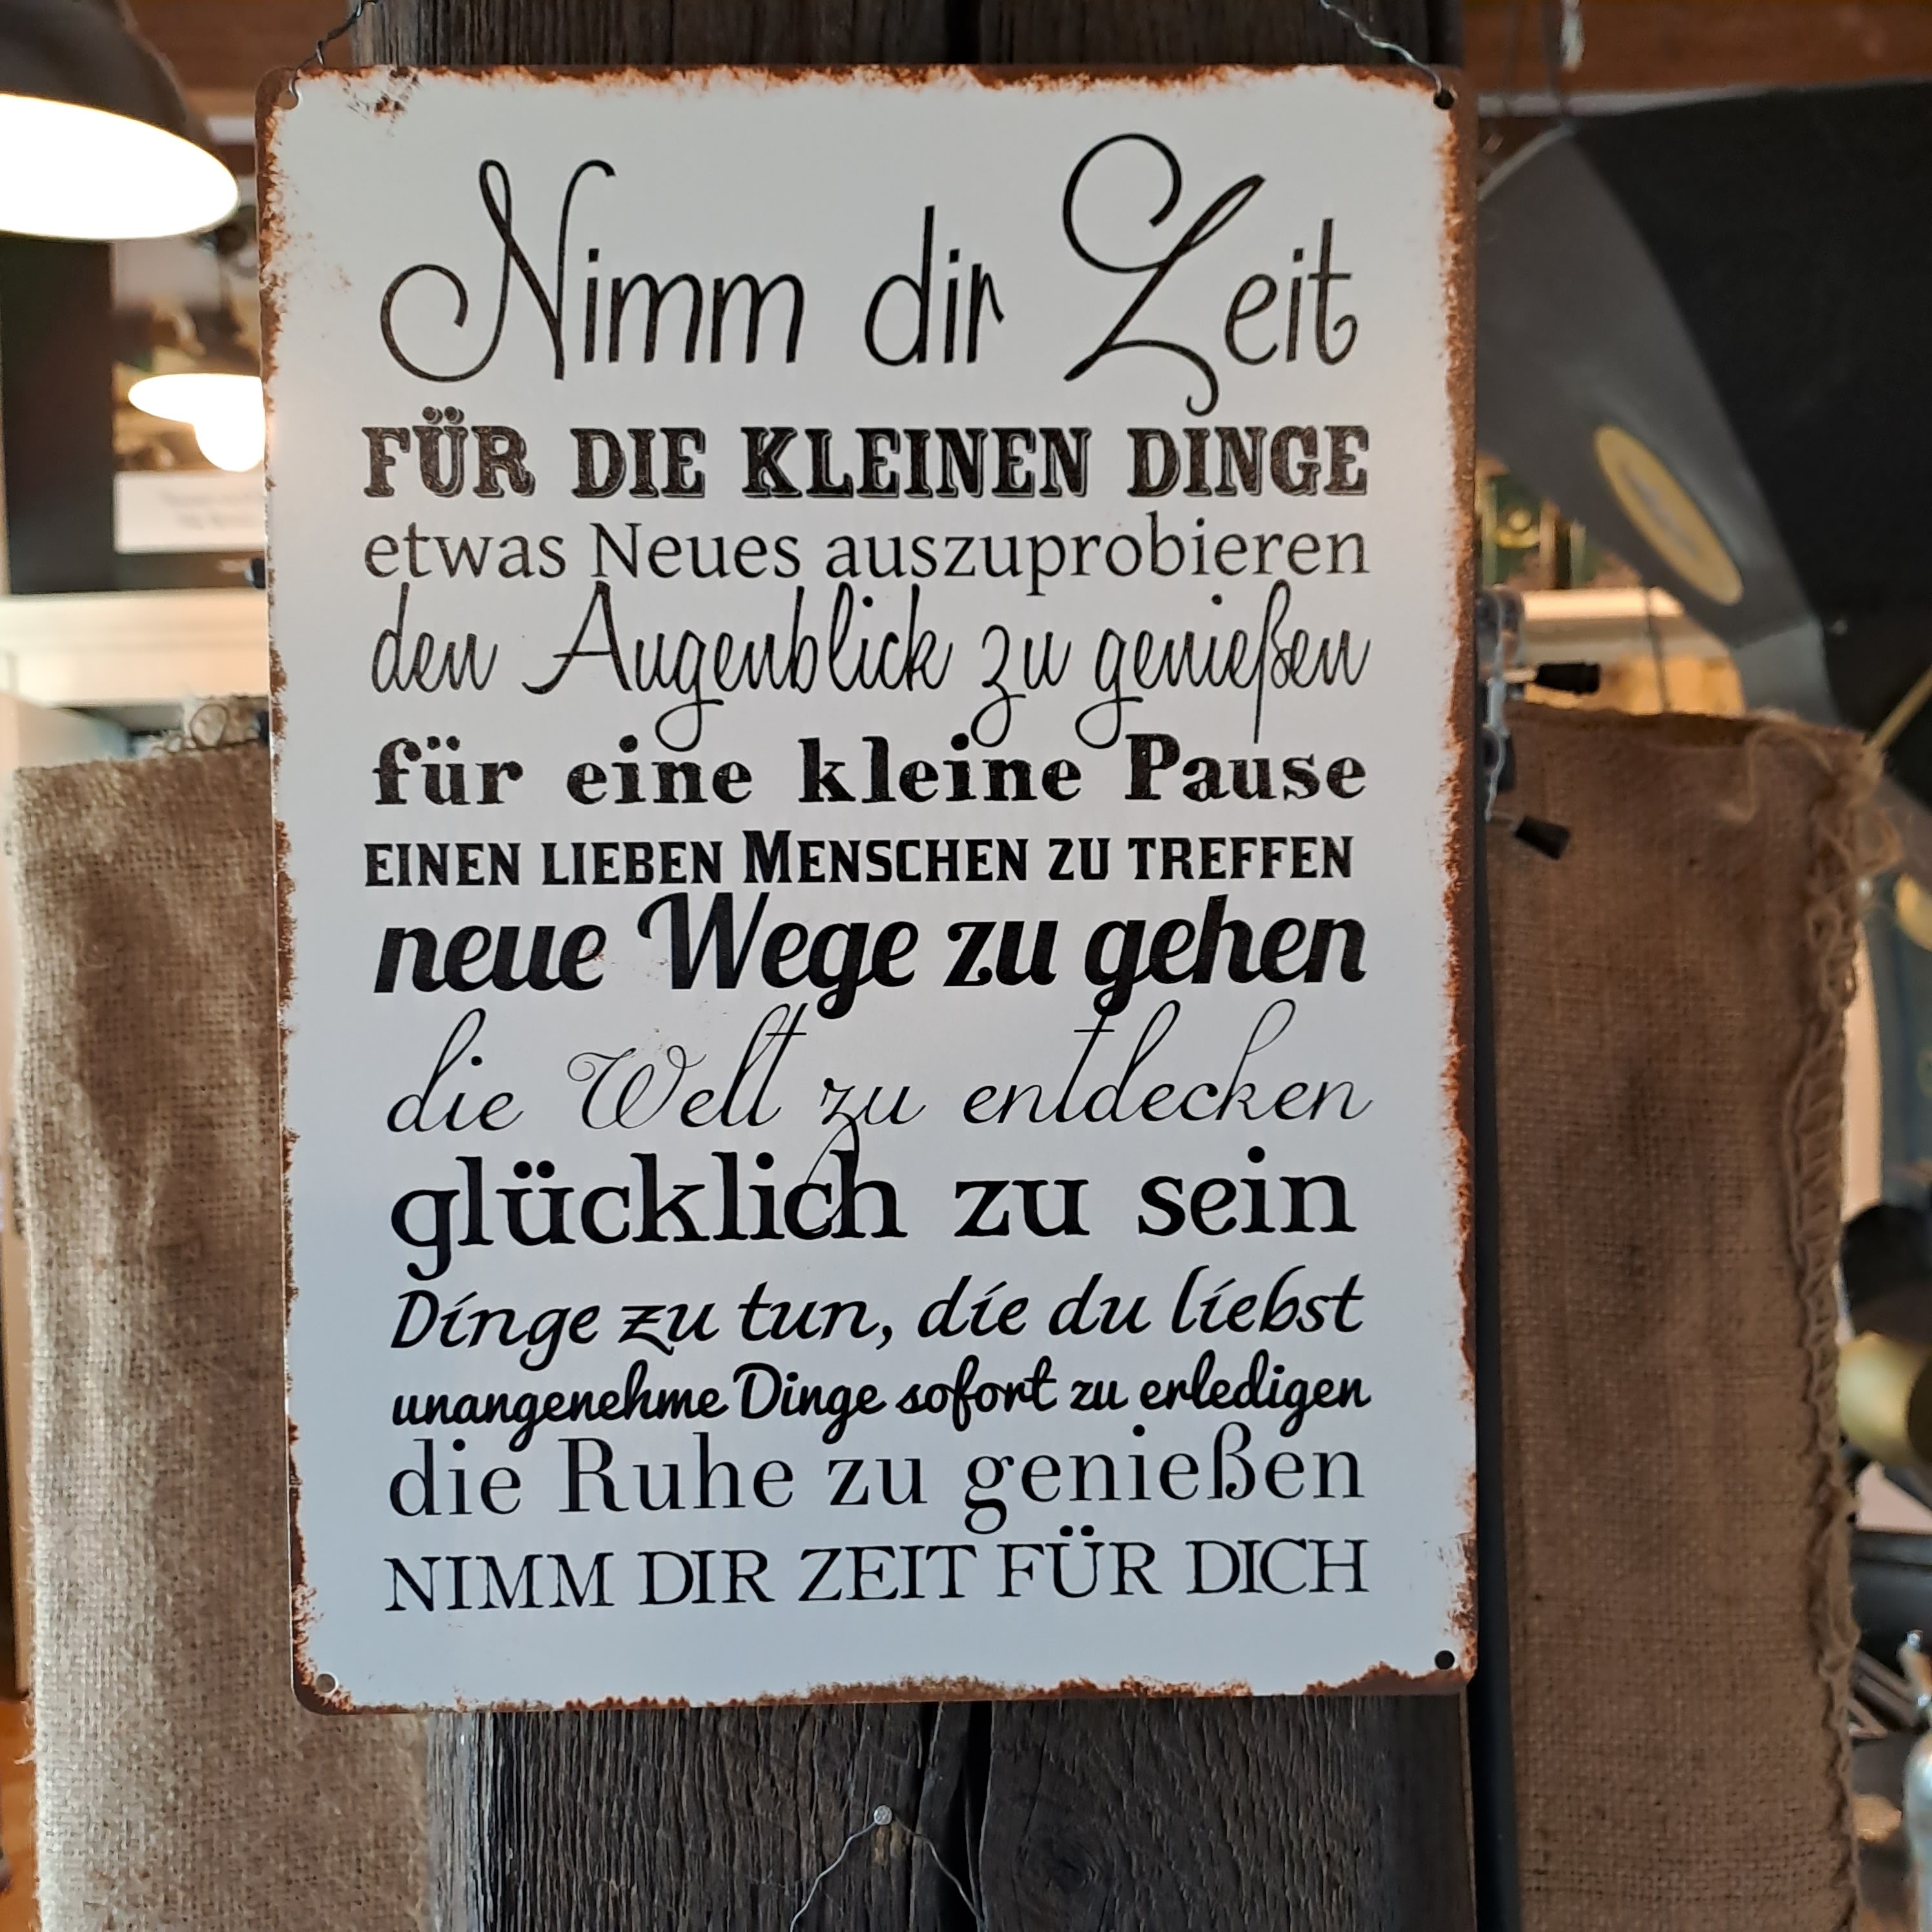 Nimm dir Zeit
FÜR DIE KLEINEN DINGE
etwas Neues auszuprobieren
den Augenblick zu genießen
für eine kleine Pause
EINEN LIEBEN MENSCHEN ZU TREFFEN
neue Wege zu gehen
die Welt zu entdecken
glücklich zu sein
Dinge zu tun, die du liebst
unangenehme Dinge sofort zu erledigen
die Ruhe zu genießen
NIMM DIR ZEIT FÜR DICH